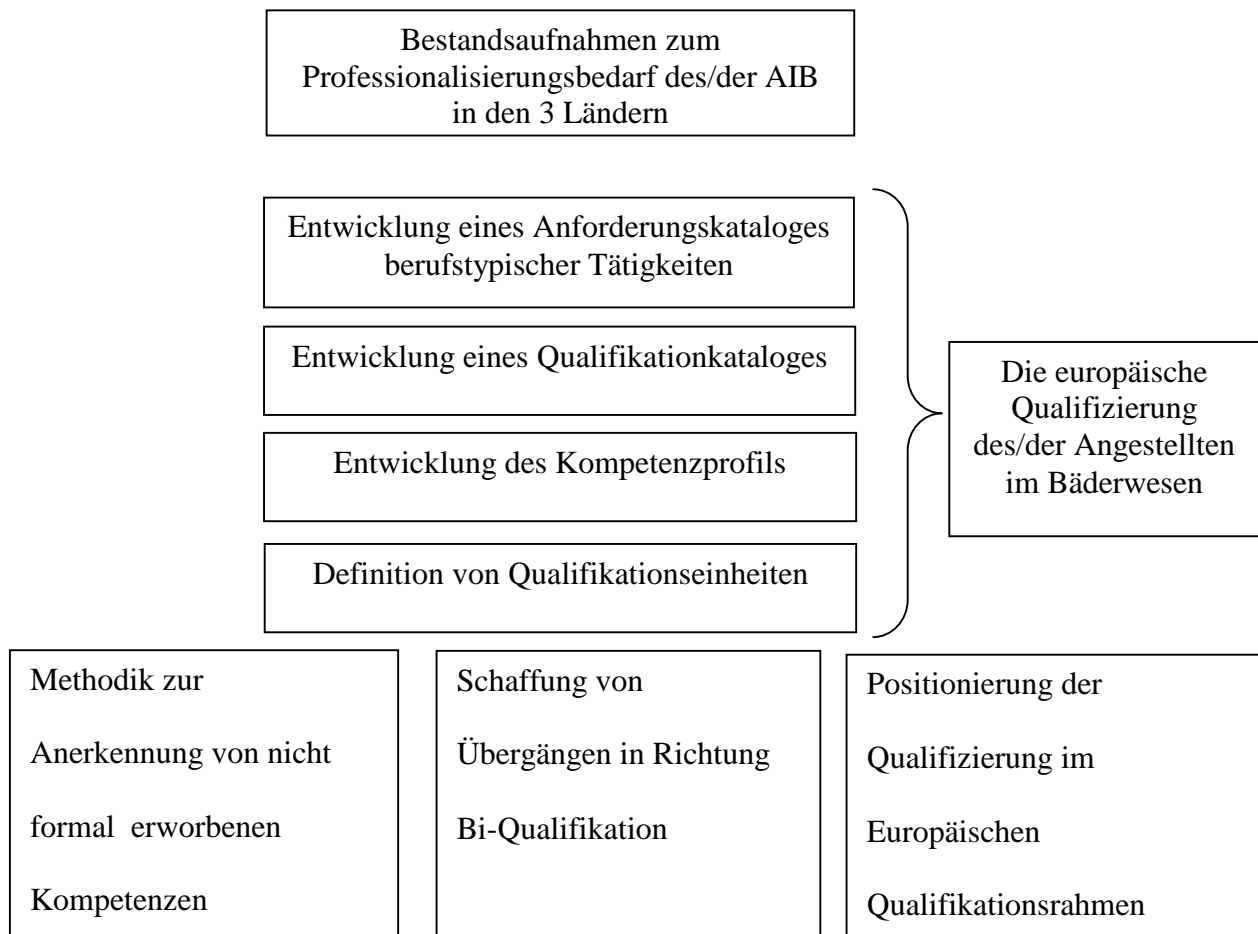 Bestandsaufnahmen zum
Professionalisierungsbedarf des/der AIB
in den 3 Ländern
Entwicklung eines Anforderungskataloges
berufstypischer Tätigkeiten
Entwicklung eines Qualifikationkataloges
Entwicklung des Kompetenzprofils
Definition von Qualifikationseinheiten
Die europäische
Qualifizierung
des/der Angestellten
im Bäderwesen
Methodik zur
Anerkennung von nicht
formal erworbenen
Kompetenzen
Schaffung von
Übergängen in Richtung
Bi-Qualifikation
Positionierung der
Qualifizierung im
Europäischen
Qualifikationsrahmen